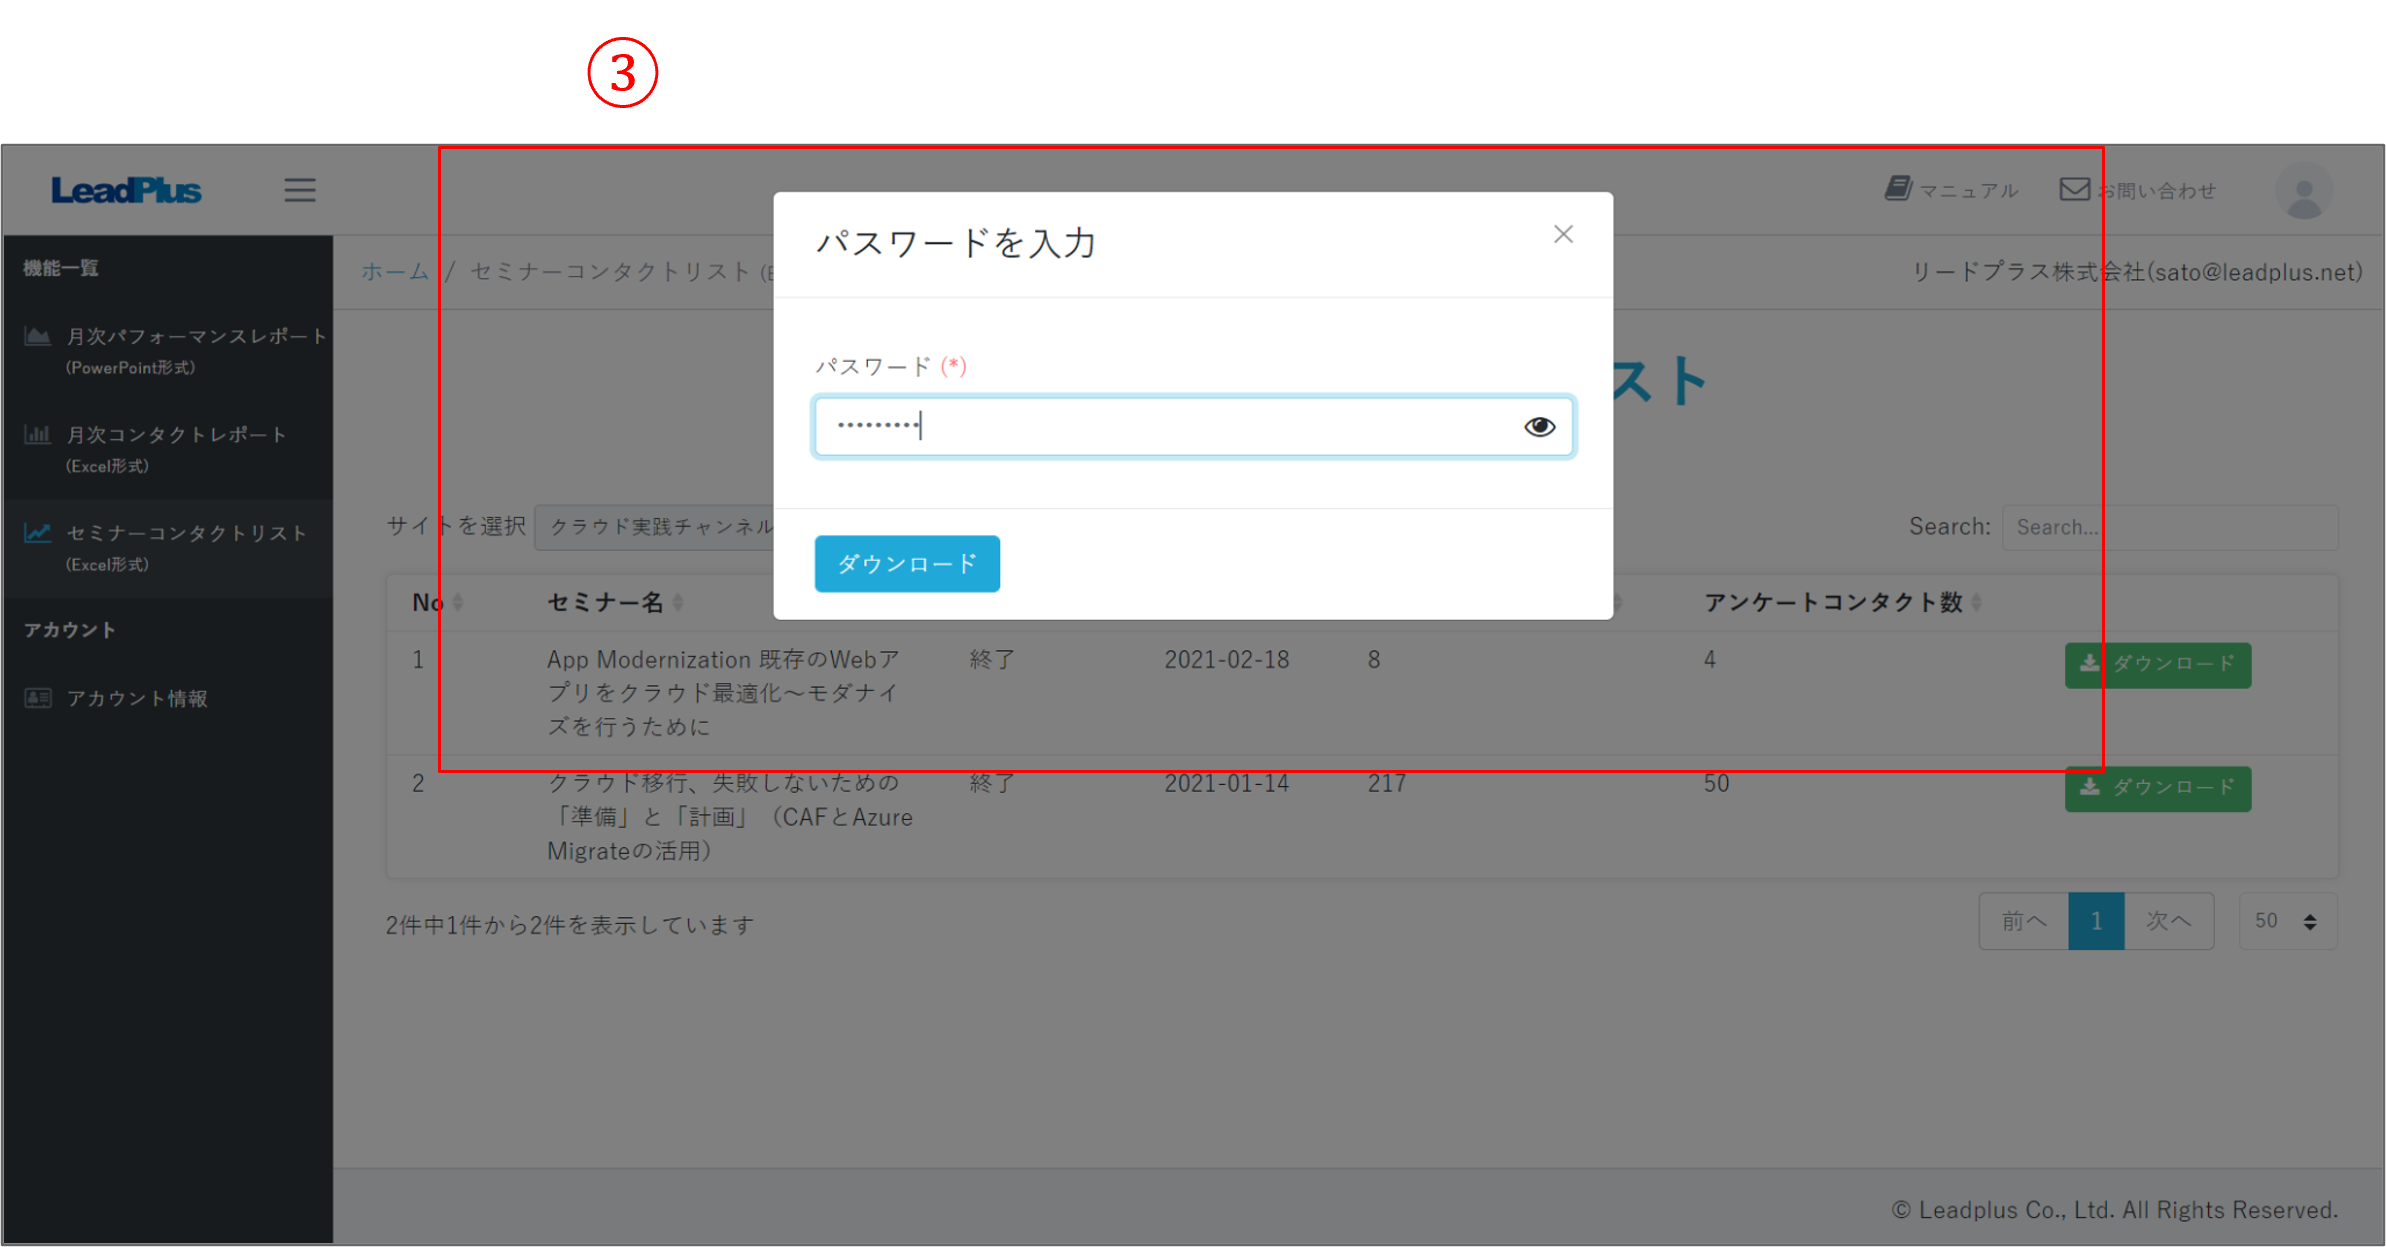 ③
LeadPlus
マニュアル
お問い合わせ
機能一覧
ホーム / セミナーコンタクトリスト
リードプラス株式会社(sato@leadplus.net)
月次パフォーマンスレポート
(PowerPoint形式)
月次コンタクトレポート
(Excel形式)
セミナーコンタクトリスト
(Excel形式)
アカウント
アカウント情報
パスワードを入力
パスワード (*)
•••••••••
ダウンロード
スト
サイトを選択 クラウド実践チャンネル
Search: Search...
No セミナー名 アンケートコンタクト数
1 App Modernization 既存のWebア 終了 2021-02-18 8 4 ダウンロード
プリをクラウド最適化～モダナイ
ズを行うために
2 クラウド移行、失敗しないための 終了 2021-01-14 217 50 ダウンロード
「準備」と「計画」（CAFとAzure
Migrateの活用）
2件中1件から2件を表示しています
前へ 1 次へ 50
© Leadplus Co., Ltd. All Rights Reserved.